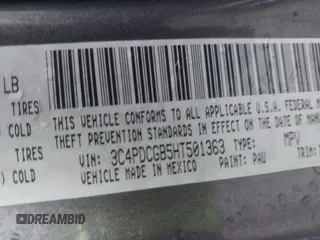 LB
TIRES
COLD
TIRES
COLD
THIS VEHICLE CONFORMS TO ALL APPLICABLE U.S.A. FEDERAL M
THEFT PREVENTION STANDARDS IN EFFECT ON THE DATE OF MANU
VIN: 3C4PDCGB5HT501363 TYPE: MPV
VEHICLE MADE IN MEXICO PAINT: PAU TRIM:
DREAMBID